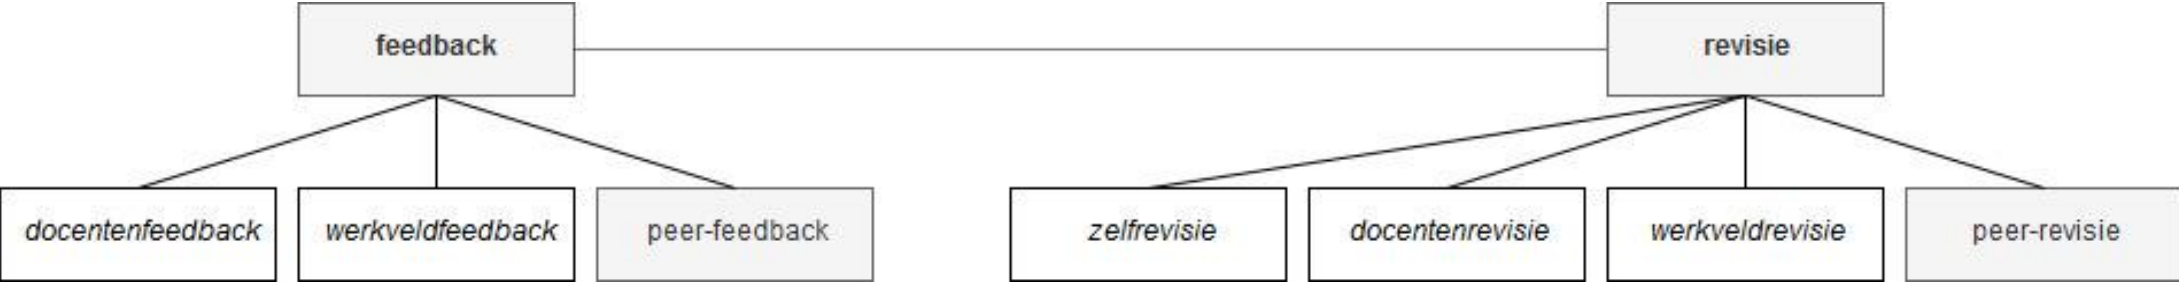 feedback
revisie
docentenfeedback
werkveldfeedback
peer-feedback
zelfrevisie
docentenrevisie
werkveldrevisie
peer-revisie